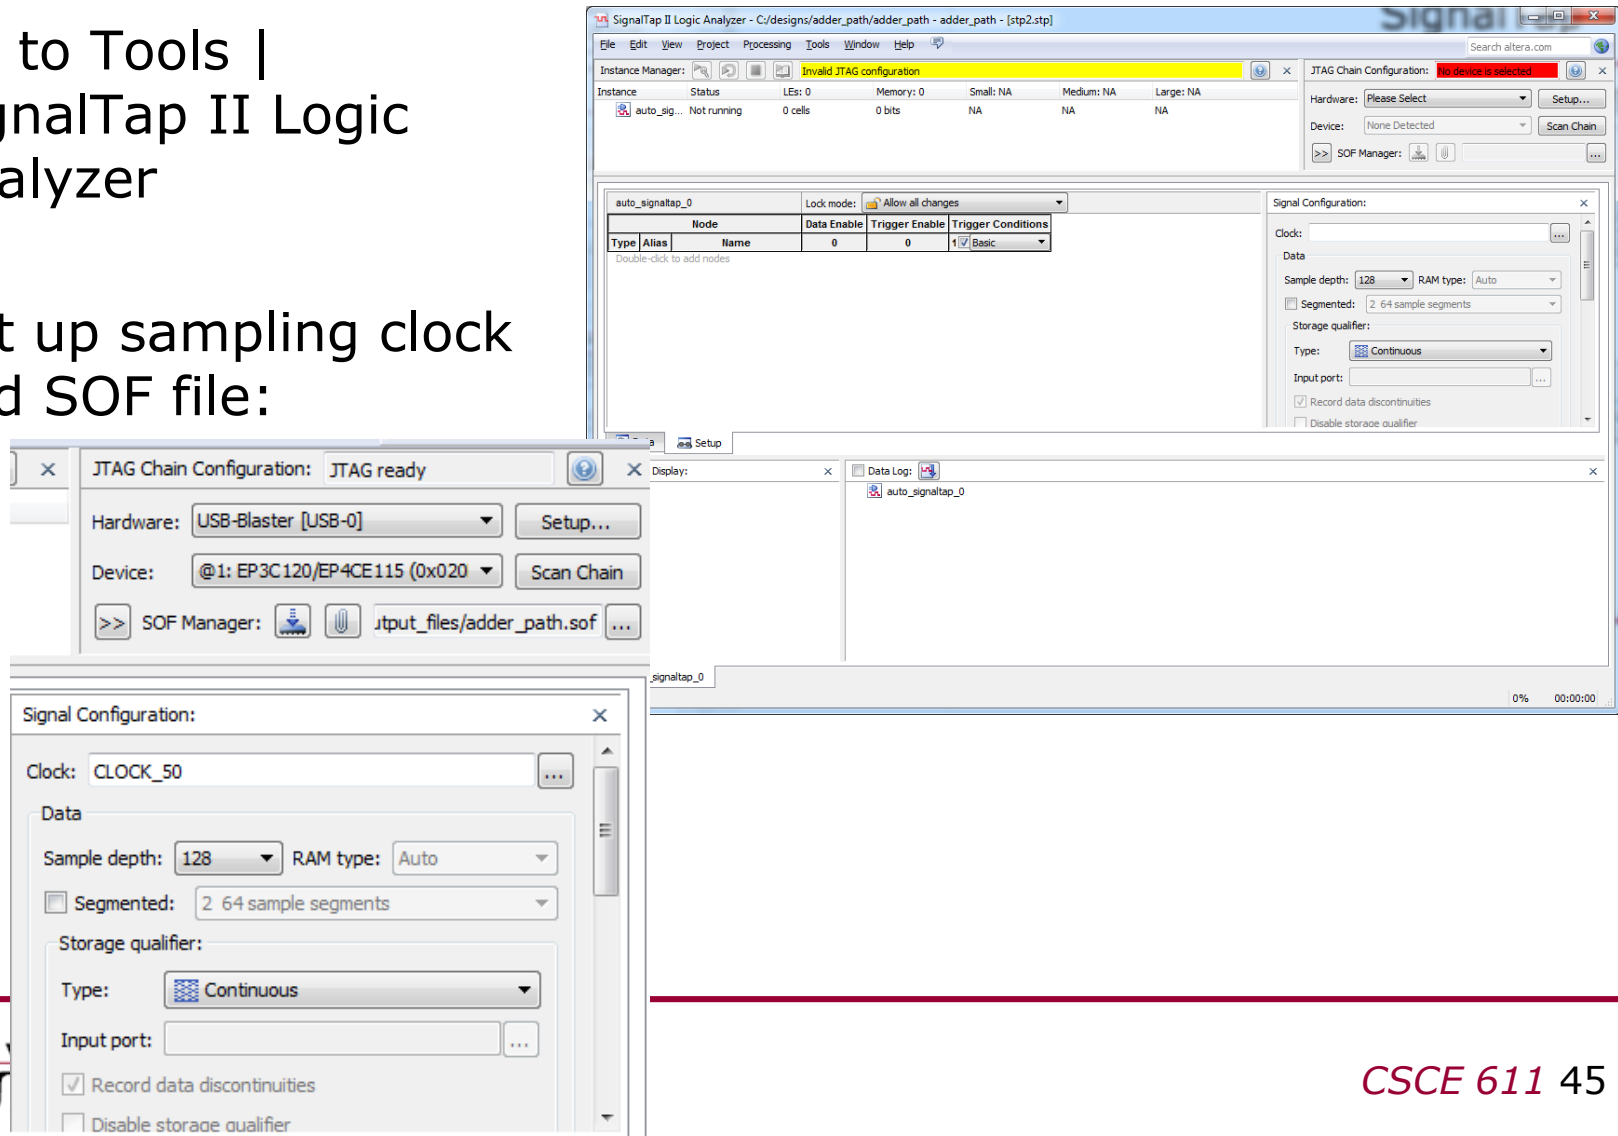 to Tools |
gnalTap II Logic
alyzer
t up sampling clock
d SOF file:
SignalTap II Logic Analyzer - C:/designs/adder_path/adder_path - adder_path - [stp2.stp]
File Edit View Project Processing Tools Window Help
Search altera.com
Instance Manager: Invalid JTAG configuration
Instance Status LEs: 0 Memory: 0 Small: NA Medium: NA Large: NA
auto_sig... Not running 0 cells 0 bits NA NA NA
JTAG Chain Configuration: No device is selected
Hardware: Please Select Setup...
Device: None Detected Scan Chain
>> SOF Manager: ...
auto_signaltap_0 Lock mode: Allow all changes
Node Data Enable Trigger Enable Trigger Conditions
Type Alias Name 0 0 1 Basic
Double-click to add nodes
Signal Configuration:
Clock: ...
Data
Sample depth: 128 RAM type: Auto
Segmented: 2 64 sample segments
Storage qualifier:
Type: Continuous
Input port: ...
Record data discontinuities
Disable storage qualifier
a Setup
Display:
Data Log:
auto_signaltap_0
_signaltap_0
0% 00:00:00
JTAG Chain Configuration: JTAG ready
Hardware: USB-Blaster [USB-0] Setup...
Device: @1: EP3C120/EP4CE115 (0x020 Scan Chain
>> SOF Manager: utput_files/adder_path.sof ...
Signal Configuration:
Clock: CLOCK_50 ...
Data
Sample depth: 128 RAM type: Auto
Segmented: 2 64 sample segments
Storage qualifier:
Type: Continuous
Input port: ...
Record data discontinuities
Disable storage qualifier
CSCE 611 45